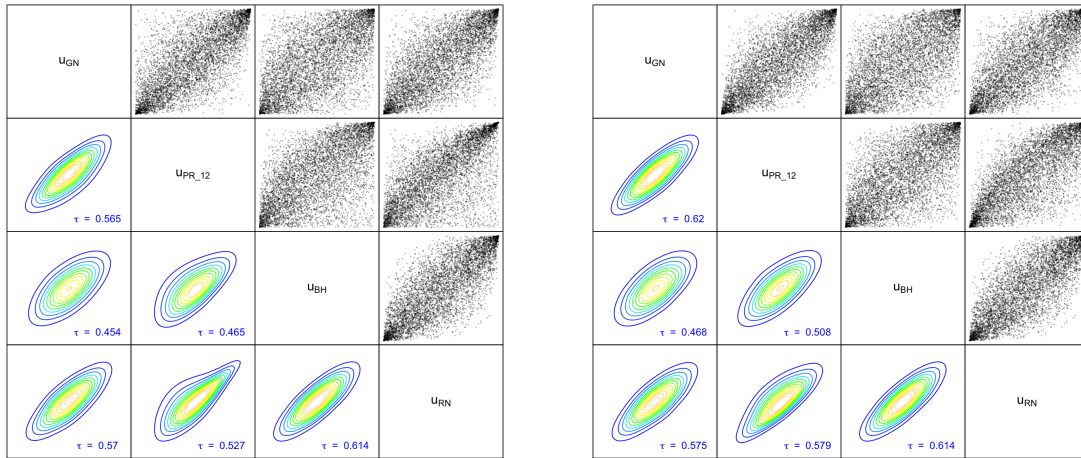 uGN
uPR_12
τ = 0.565
uBH
τ = 0.454
τ = 0.465
uRN
τ = 0.57
τ = 0.527
τ = 0.614
uGN
uPR_12
τ = 0.62
uBH
τ = 0.468
τ = 0.508
uRN
τ = 0.575
τ = 0.579
τ = 0.614